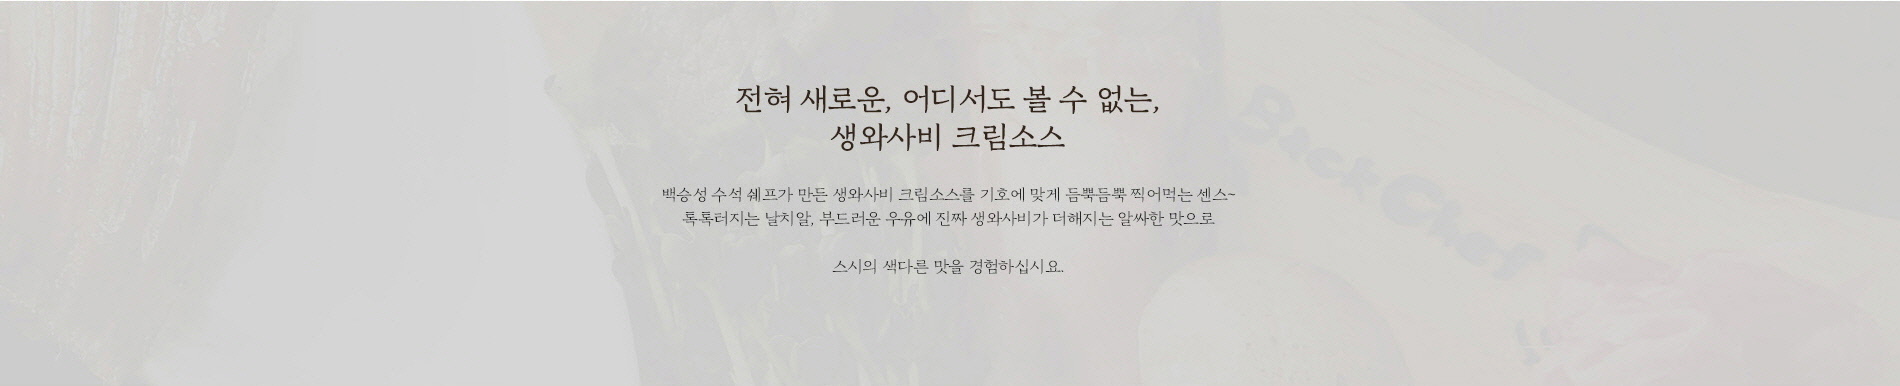 전혀 새로운, 어디서도 볼 수 없는,
생와사비 크림소스
백승성 수석 쉐프가 만든 생와사비 크림소스를 기호에 맞게 듬뿍듬뿍 찍어먹는 센스~
톡톡터지는 날치알, 부드러운 우유에 진짜 생와사비가 더해지는 알싸한 맛으로
스시의 색다른 맛을 경험하십시요.
BackChef